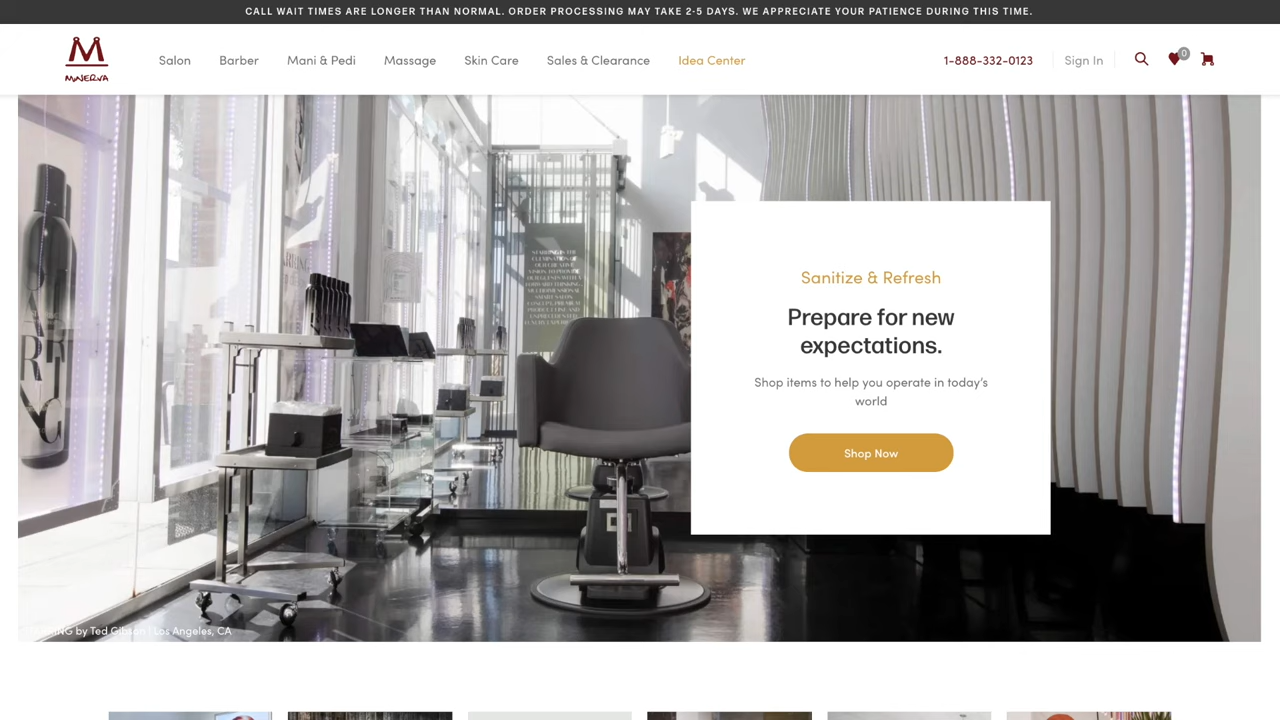 CALL WAIT TIMES ARE LONGER THAN NORMAL. ORDER PROCESSING MAY TAKE 2-5 DAYS. WE APPRECIATE YOUR PATIENCE DURING THIS TIME.
MINERVA
Salon Barber Mani & Pedi Massage Skin Care Sales & Clearance Idea Center 1-888-332-0123 Sign In 0
Sanitize & Refresh
Prepare for new
expectations.
Shop items to help you operate in today's
world
Shop Now
by Ted Gibson | Los Angeles, CA